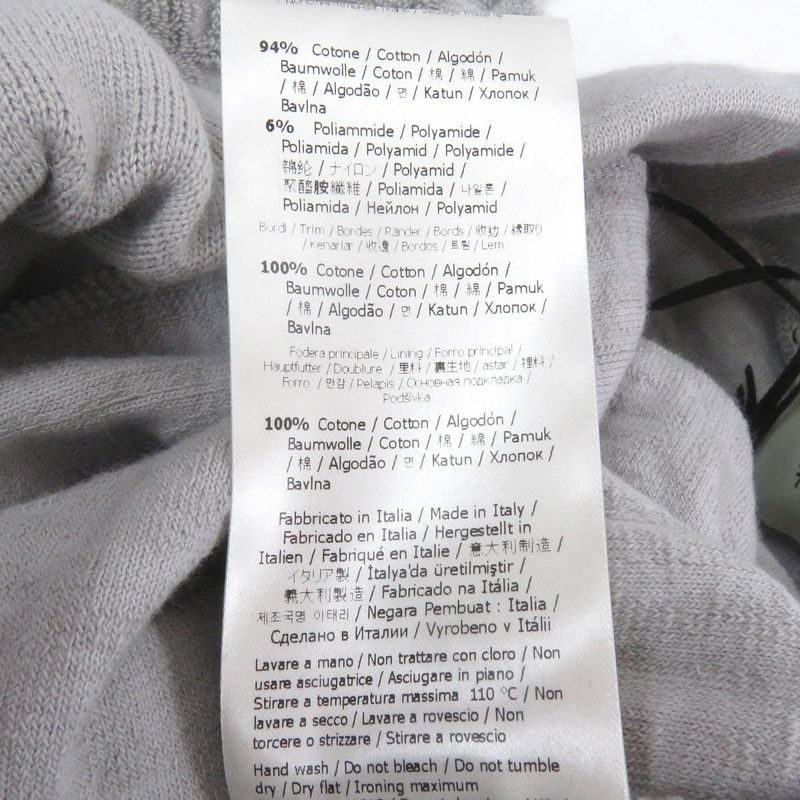 94% Cotone / Cotton / Algodón /
Baumwolle / Coton / 棉 / 綿 / Pamuk
/ 棉 / Algodão / 면 / Katun / Хлопок /
Bavlna
6% Poliammide / Polyamide /
Poliamida / Polyamid / Polyamide /
锦纶 / ナイロン / Polyamid /
聚醯胺纖維 / Poliamida / 나일론 /
Poliamida / Нейлон / Polyamid
Bordi / Trim / Bordes / Ränder / Bords / 收边 / 縁取り
/ Kenarlar / 收邊 / Bordos / 트림 / Lem
100% Cotone / Cotton / Algodón /
Baumwolle / Coton / 棉 / 綿 / Pamuk
/ 棉 / Algodão / 면 / Katun / Хлопок /
Bavlna
Fodera principale / Lining / Forro principal /
Hauptfutter / Doublure / 里料 / 裏生地 / astar / 裡料 /
Forro / 안감 / Pelapis / Основная подкладка /
Podšívka
100% Cotone / Cotton / Algodón /
Baumwolle / Coton / 棉 / 綿 / Pamuk
/ 棉 / Algodão / 면 / Katun / Хлопок /
Bavlna
Fabbricato in Italia / Made in Italy /
Fabricado en Italia / Hergestellt in
Italien / Fabriqué en Italie / 意大利制造 /
イタリア製 / İtalya'da üretilmiştir /
義大利製造 / Fabricado na Itália /
제조국명 이태리 / Negara Pembuat : Italia /
Сделано в Италии / Vyrobeno v Itálii
Lavare a mano / Non trattare con cloro / Non
usare asciugatrice / Asciugare in piano /
Stirare a temperatura massima 110 °C / Non
lavare a secco / Lavare a rovescio / Non
torcere o strizzare / Stirare a rovescio
Hand wash / Do not bleach / Do not tumble
dry / Dry flat / Ironing maximum